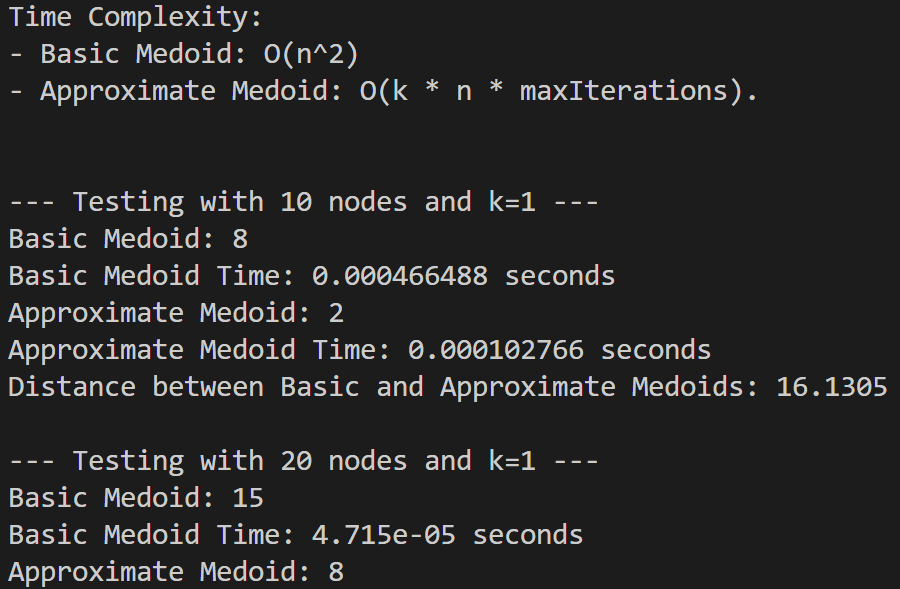 Time Complexity:
- Basic Medoid: O(n^2)
- Approximate Medoid: O(k * n * maxIterations).
--- Testing with 10 nodes and k=1 ---
Basic Medoid: 8
Basic Medoid Time: 0.000466488 seconds
Approximate Medoid: 2
Approximate Medoid Time: 0.000102766 seconds
Distance between Basic and Approximate Medoids: 16.1305
--- Testing with 20 nodes and k=1 ---
Basic Medoid: 15
Basic Medoid Time: 4.715e-05 seconds
Approximate Medoid: 8